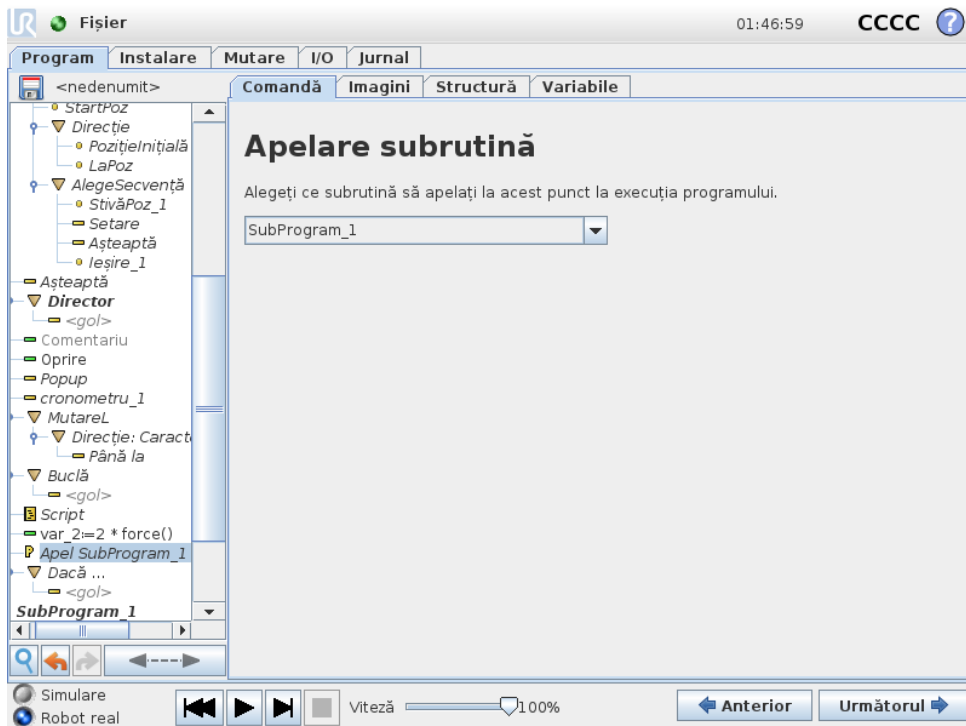 Fișier
01:46:59
CCCC
?
Program
Instalare
Mutare
I/O
Jurnal
<nedenumit>
Comandă
Imagini
Structură
Variabile
StartPoz
Direcție
PozițieInițială
LaPoz
AlegeSecvență
StivăPoz_1
Setare
Așteaptă
Ieșire_1
Așteaptă
Director
<gol>
Comentariu
Oprire
Popup
cronometru_1
MutareL
Direcție: Caract
Până la
Buclă
<gol>
Script
var_2:=2 * force()
Apel SubProgram_1
Dacă ...
<gol>
SubProgram_1
Apelare subrutină
Alegeți ce subrutină să apelați la acest punct la execuția programului.
SubProgram_1
Simulare
Robot real
Viteză
100%
Anterior
Următorul